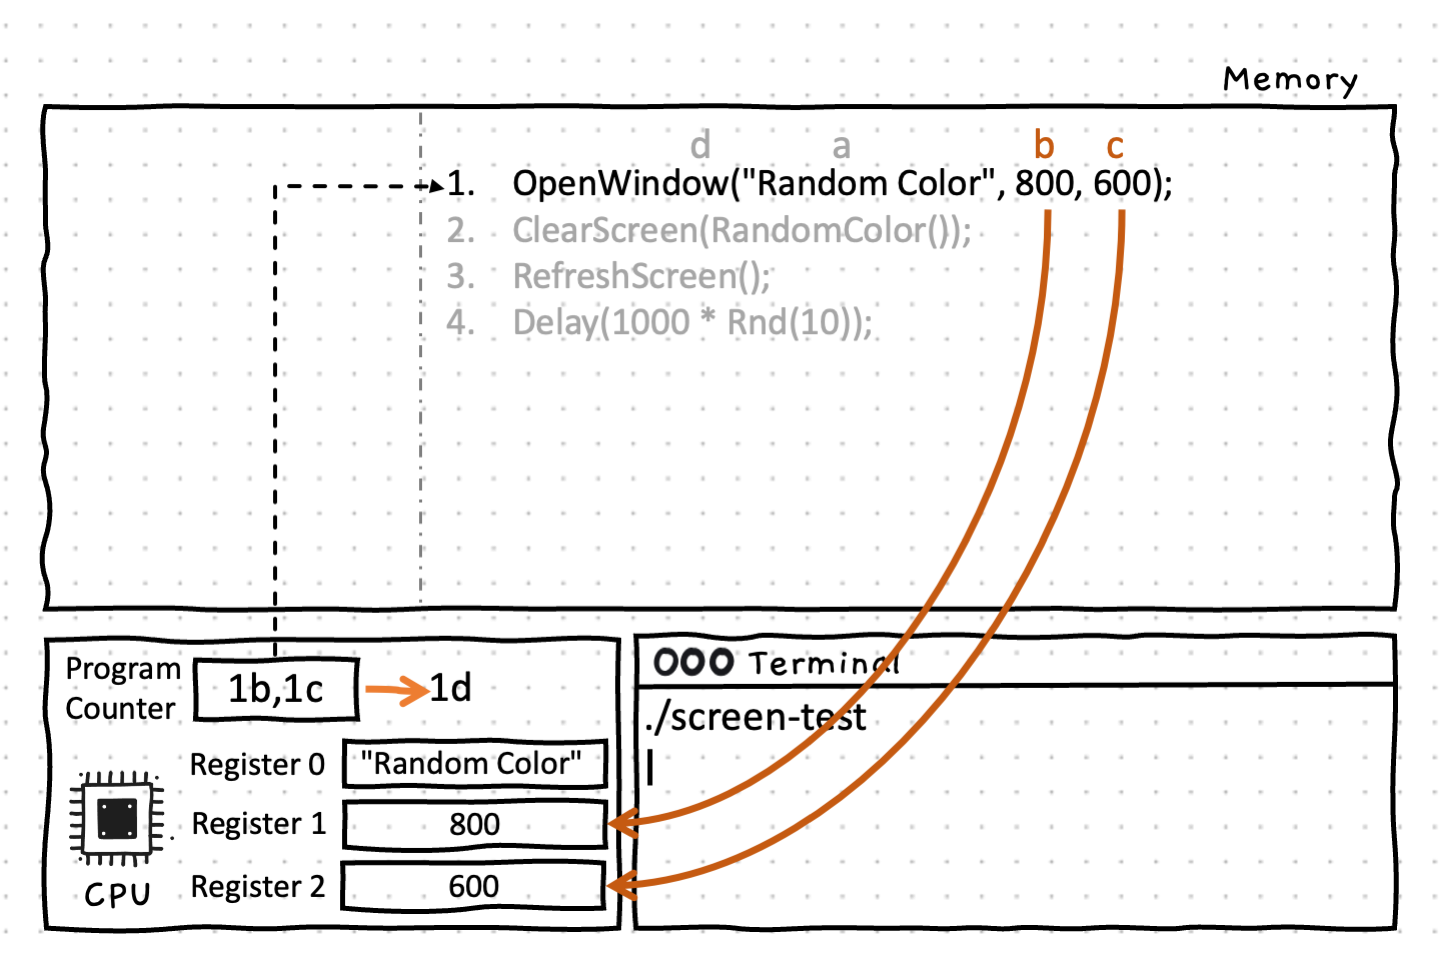 Memory
d a b c
1. OpenWindow("Random Color", 800, 600);
2. ClearScreen(RandomColor());
3. RefreshScreen();
4. Delay(1000 * Rnd(10));
Program
Counter
1b,1c
1d
Register 0
"Random Color"
Register 1
800
Register 2
600
CPU
Terminal
./screen-test